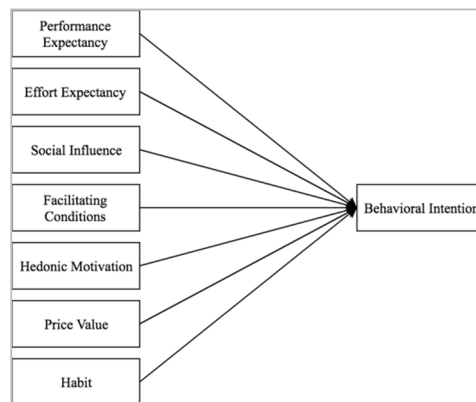 Performance
Expectancy
Effort Expectancy
Social Influence
Facilitating
Conditions
Behavioral Intention
Hedonic Motivation
Price Value
Habit